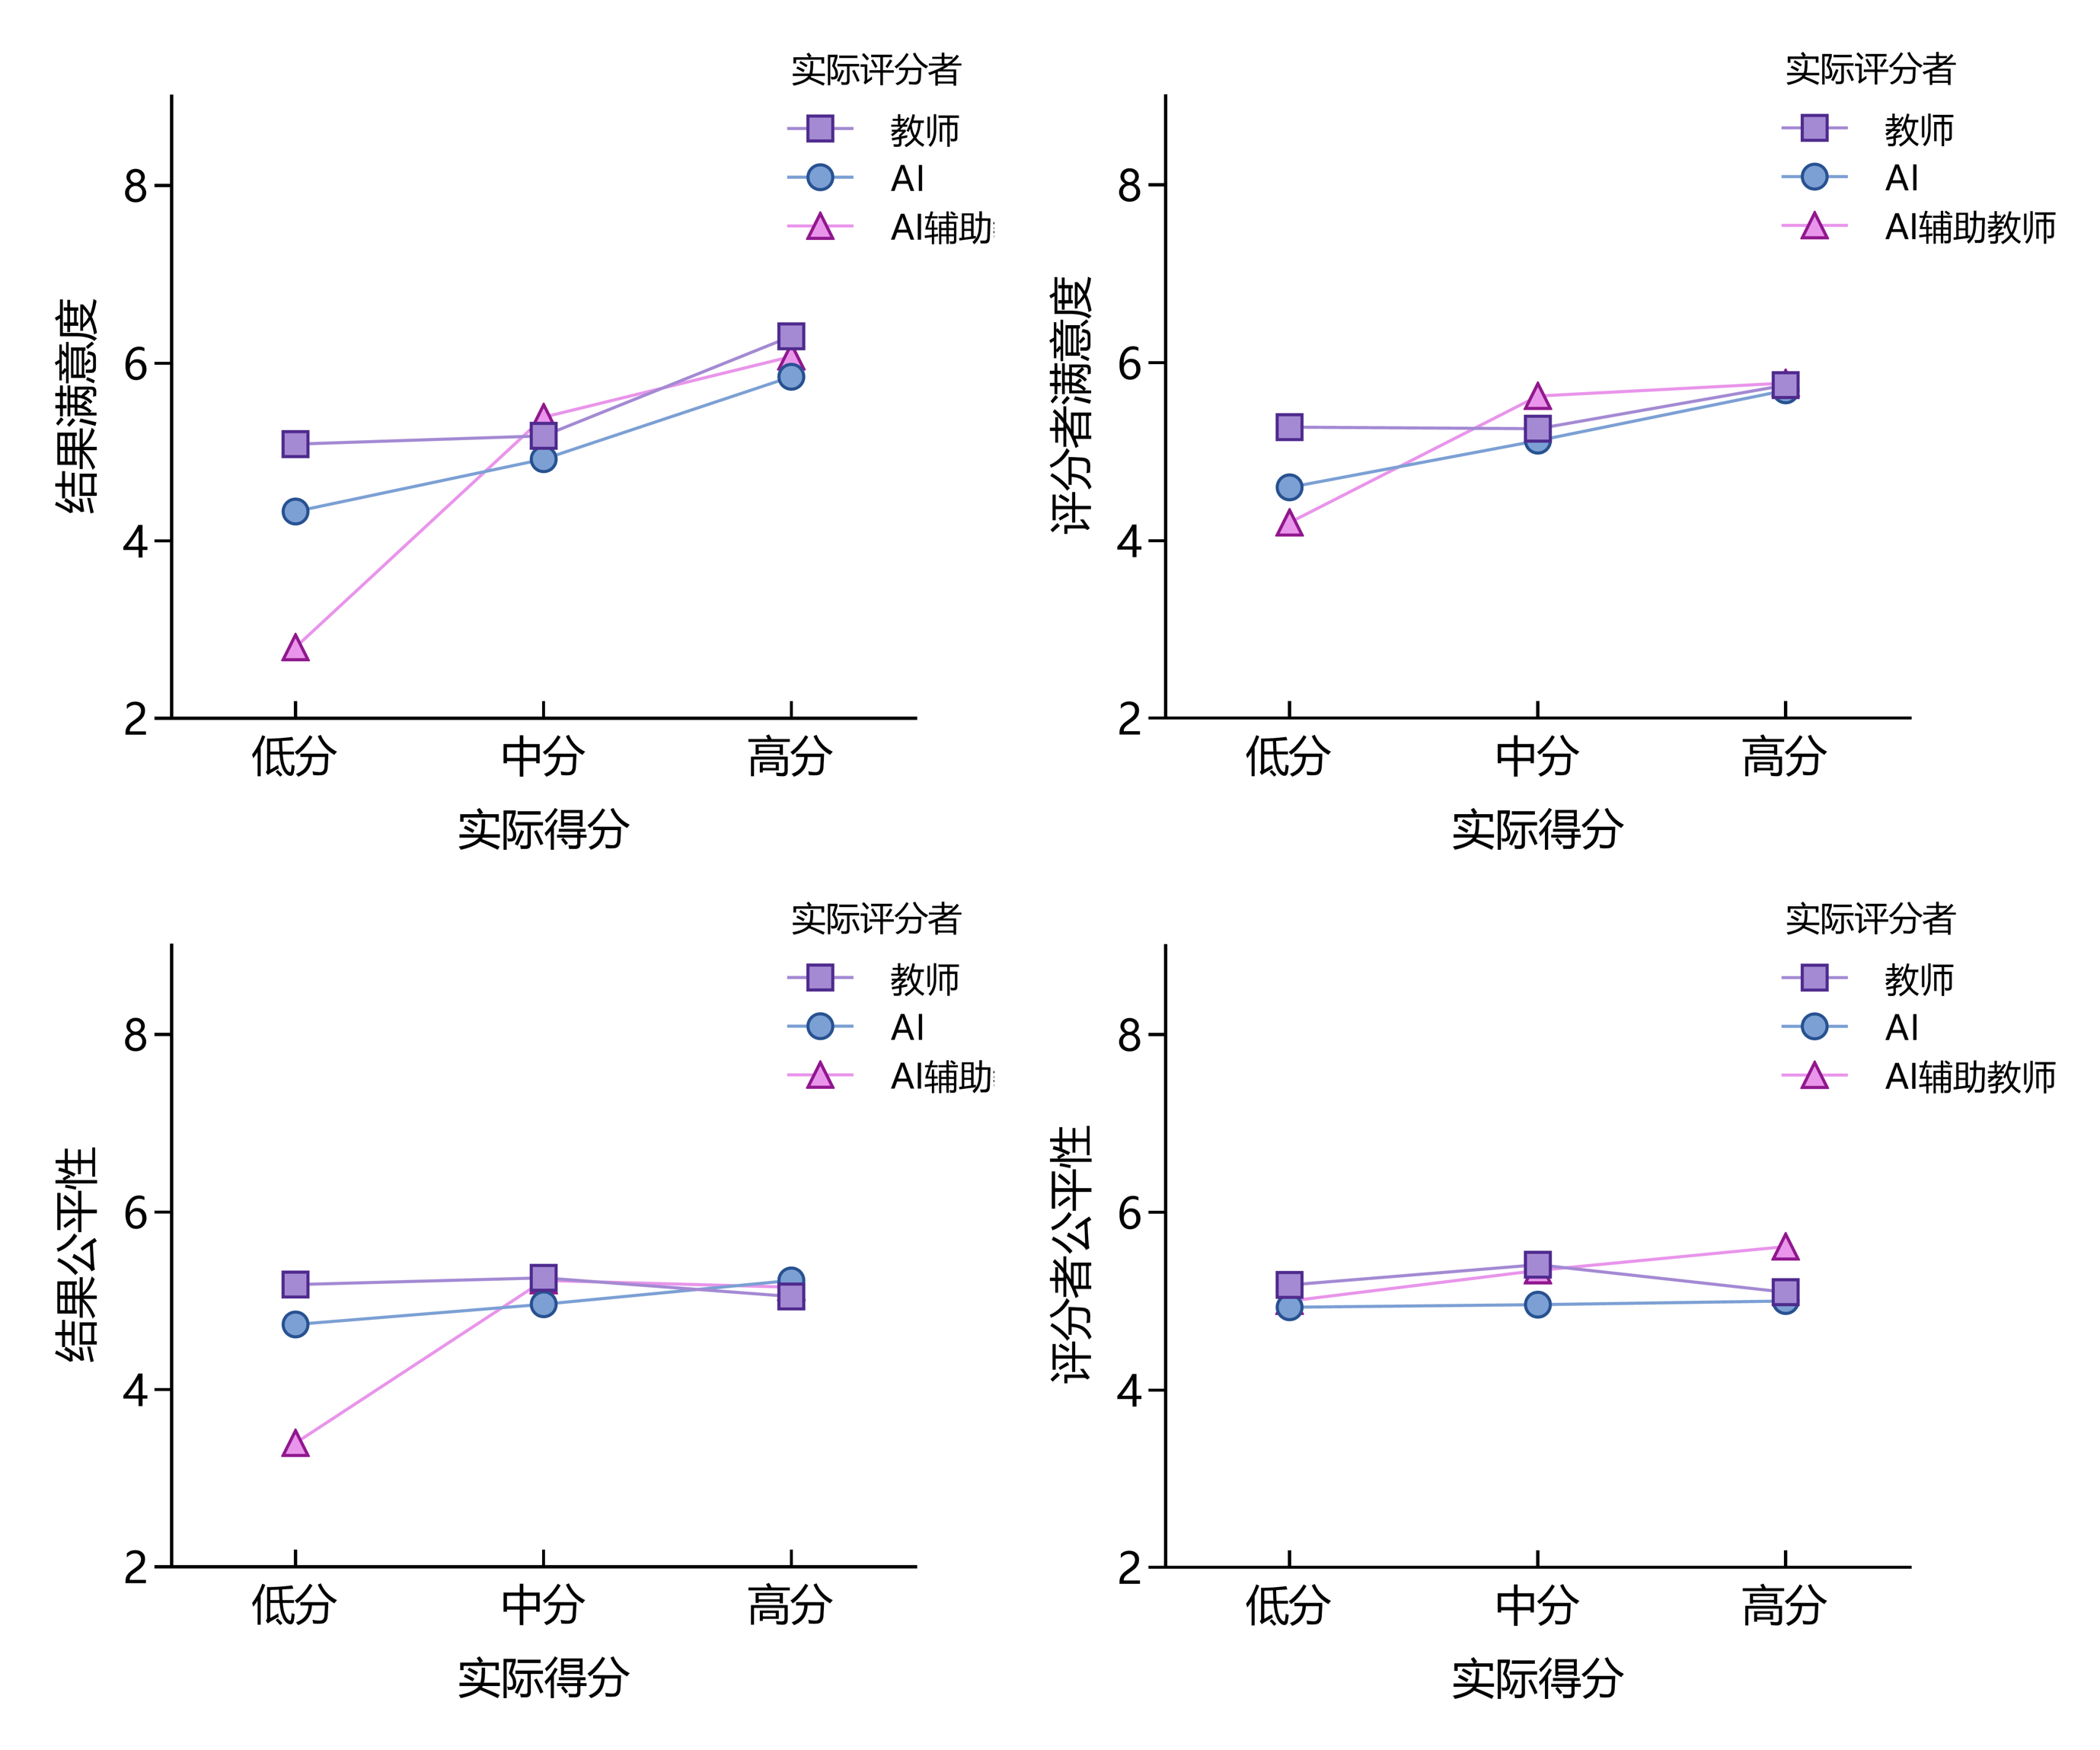 实际评分者
教师
AI
AI辅助
结果满意度
8
6
4
2
低分 中分 高分
实际得分
实际评分者
教师
AI
AI辅助教师
评分者满意度
8
6
4
2
低分 中分 高分
实际得分
实际评分者
教师
AI
AI辅助
结果公平性
8
6
4
2
低分 中分 高分
实际得分
实际评分者
教师
AI
AI辅助教师
评分者公平性
8
6
4
2
低分 中分 高分
实际得分